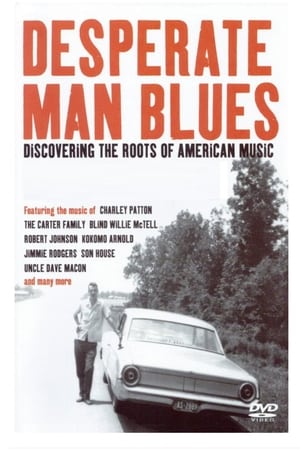 DESPERATE
MAN BLUES
DiSCOVERiNG THE ROOTS OF AMERICAN MUSIC
Featuring the music of CHARLEY PATTON
THE CARTER FAMILY BLIND WILLIE McTELL
ROBERT JOHNSON KOKOMO ARNOLD
JIMMIE RODGERS SON HOUSE
UNCLE DAVE MACON
and many more
DVD
VIDEO